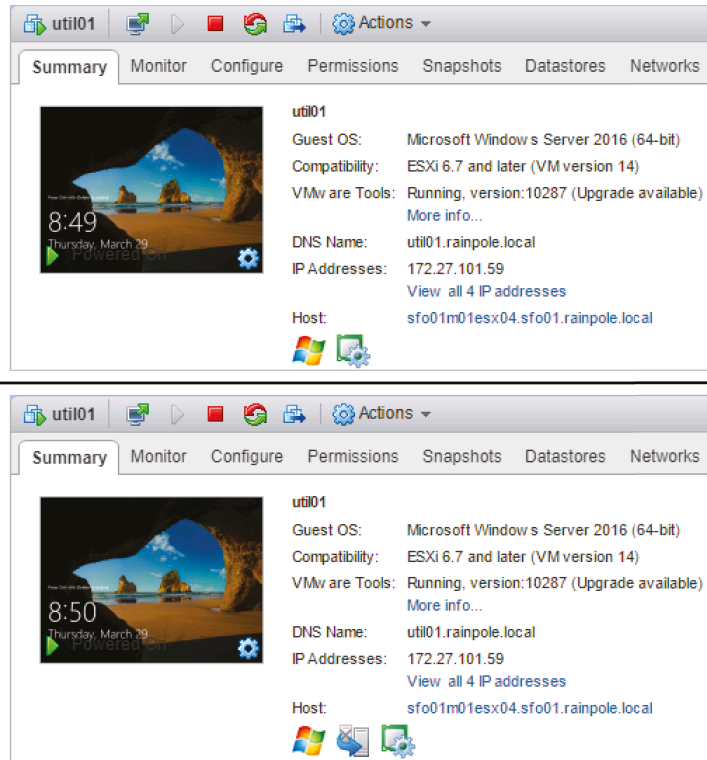 util01 Actions
Summary Monitor Configure Permissions Snapshots Datastores Networks
util01
Guest OS: Microsoft Windows Server 2016 (64-bit)
Compatibility: ESXi 6.7 and later (VM version 14)
VMware Tools: Running, version:10287 (Upgrade available)
More info...
DNS Name: util01.rainpole.local
IP Addresses: 172.27.101.59
View all 4 IP addresses
Host: sfo01m01esx04.sfo01.rainpole.local
8:49
Thursday, March 29
Powered On
util01 Actions
Summary Monitor Configure Permissions Snapshots Datastores Networks
util01
Guest OS: Microsoft Windows Server 2016 (64-bit)
Compatibility: ESXi 6.7 and later (VM version 14)
VMware Tools: Running, version:10287 (Upgrade available)
More info...
DNS Name: util01.rainpole.local
IP Addresses: 172.27.101.59
View all 4 IP addresses
Host: sfo01m01esx04.sfo01.rainpole.local
8:50
Thursday, March 29
Powered On